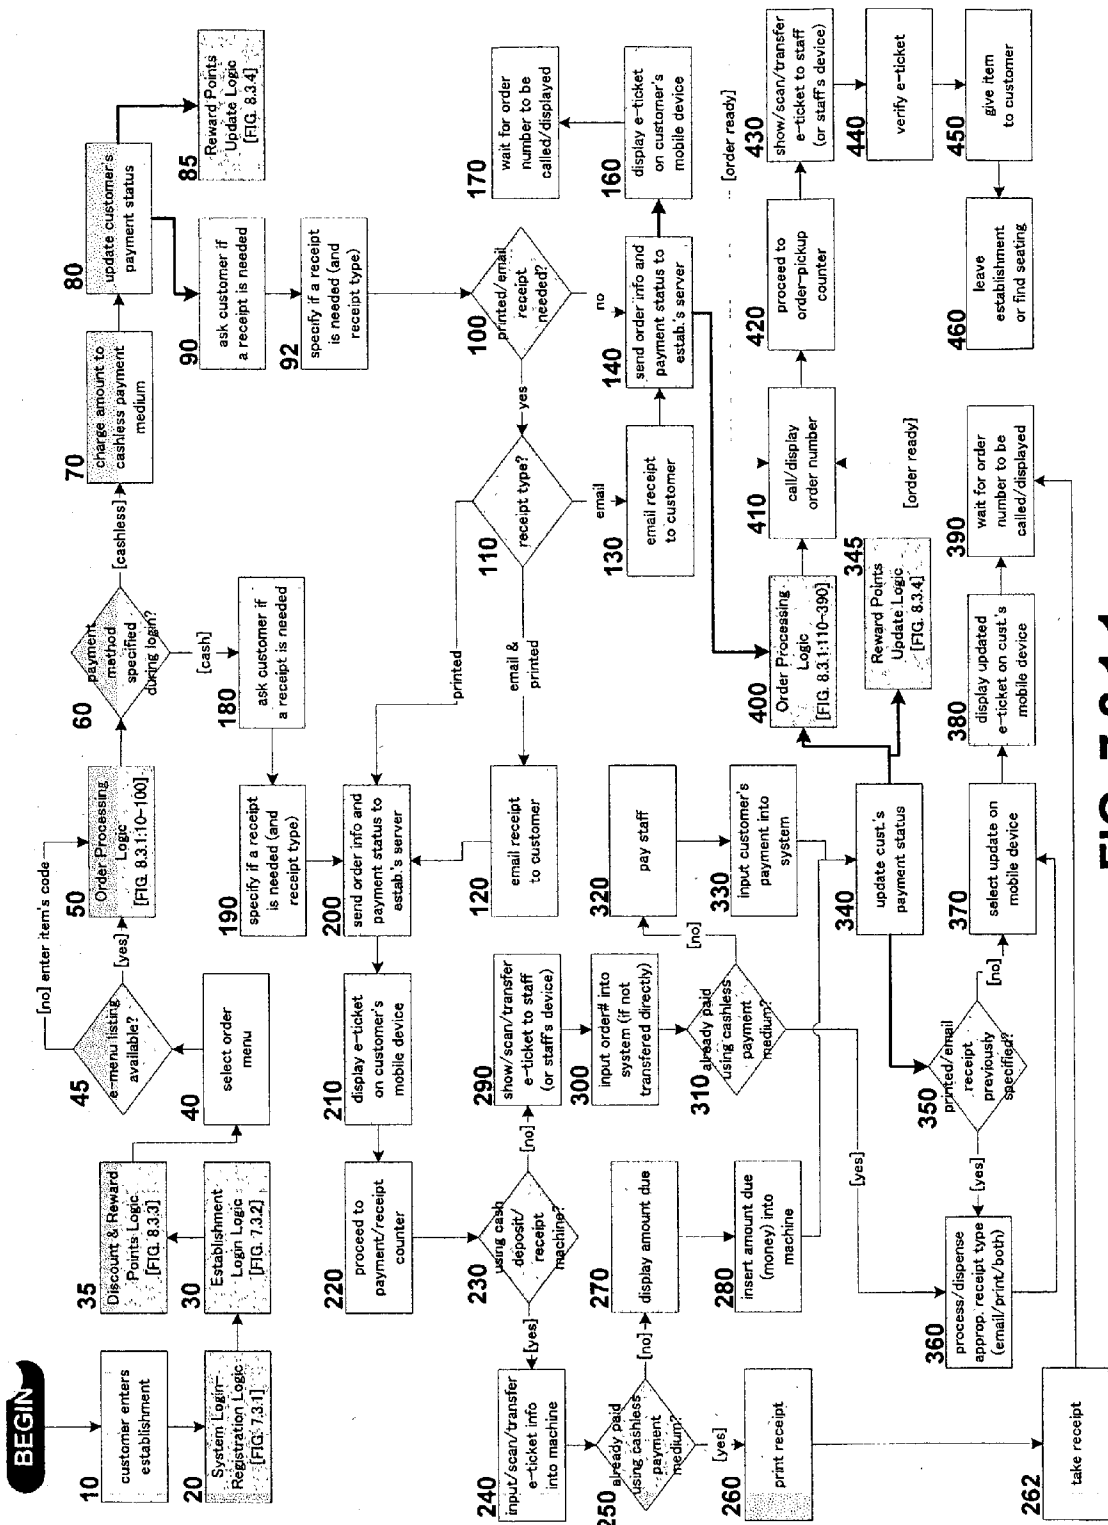 BEGIN
10
customer enters
establishment
20
System Login-
Registration Logic
[FIG. 7.3.1]
30
Establishment
Login Logic
[FIG. 7.3.2]
35
Discount & Reward
Points Logic
[FIG. 8.3.3]
40
select order
menu
45
e-menu listing
available?
[no] enter item's code
[yes]
50
Order Processing
Logic
[FIG. 8.3.1:10-100]
60
payment
method
specified
during login?
[cashless]
[cash]
70
charge amount to
cashless payment
medium
80
update customer's
payment status
85
Reward Points
Update Logic
[FIG. 8.3.4]
90
ask customer if
a receipt is needed
92
specify if a receipt
is needed (and
receipt type)
100
printed/email
receipt
needed?
no
yes
110
receipt type?
printed
email &
printed
email
120
email receipt
to customer
130
email receipt
to customer
140
send order info and
payment status to
estab.'s server
160
display e-ticket
on customer's
mobile device
170
wait for order
number to be
called/displayed
180
ask customer if
a receipt is needed
190
specify if a receipt
is needed (and
receipt type)
200
send order info and
payment status to
estab.'s server
210
display e-ticket
on customer's
mobile device
220
proceed to
payment/receipt
counter
230
using cash
deposit/
receipt
machine?
[yes]
[no]
240
input/scan/transfer
e-ticket info
into machine
250
already paid
using cashless
payment
medium?
[no]
[yes]
260
print receipt
262
take receipt
270
display amount due
280
insert amount due
(money) into
machine
290
show/scan/transfer
e-ticket to staff
(or staff's device)
300
input order# into
system (if not
transfered directly)
310
already paid
using cashless
payment
medium?
[no]
[yes]
320
pay staff
330
input customer's
payment into
system
340
update cust.'s
payment status
345
Reward Points
Update Logic
[FIG. 8.3.4]
350
printed/email
receipt
previously
specified?
[yes]
[no]
360
process/dispense
approp. receipt type
(email/print/both)
370
select update on
mobile device
380
display updated
e-ticket on cust.'s
mobile device
390
wait for order
number to be
called/displayed
400
Order Processing
Logic
[FIG. 8.3.1:110-390]
410
call/display
order number
[order ready]
[order ready]
420
proceed to
order-pickup
counter
430
show/scan/transfer
e-ticket to staff
(or staff's device)
440
verify e-ticket
450
give item
to customer
460
leave
establishment
or find seating